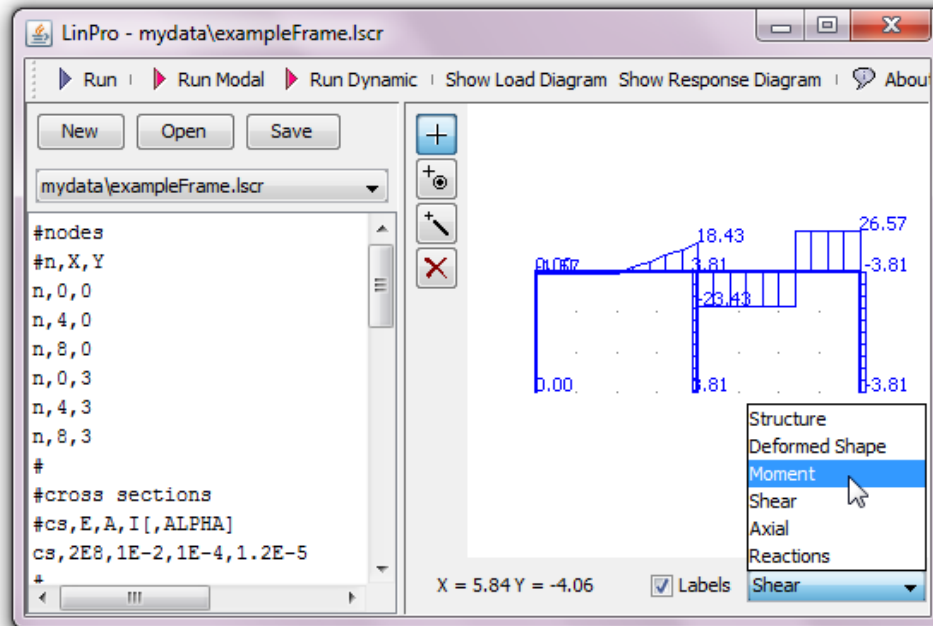 LinPro - mydata\exampleFrame.lscr
Run Run Modal Run Dynamic Show Load Diagram Show Response Diagram Abou
New Open Save
mydata\exampleFrame.lscr
#nodes
#n,X,Y
n,0,0
n,4,0
n,8,0
n,0,3
n,4,3
n,8,3
#
#cross sections
#cs,E,A,I[,ALPHA]
cs,2E8,1E-2,1E-4,1.2E-5
#
26.57
18.43
3.81 -3.81
-23.43
0.00 3.81 -3.81
Structure
Deformed Shape
Moment
Shear
Axial
Reactions
X = 5.84 Y = -4.06 Labels Shear